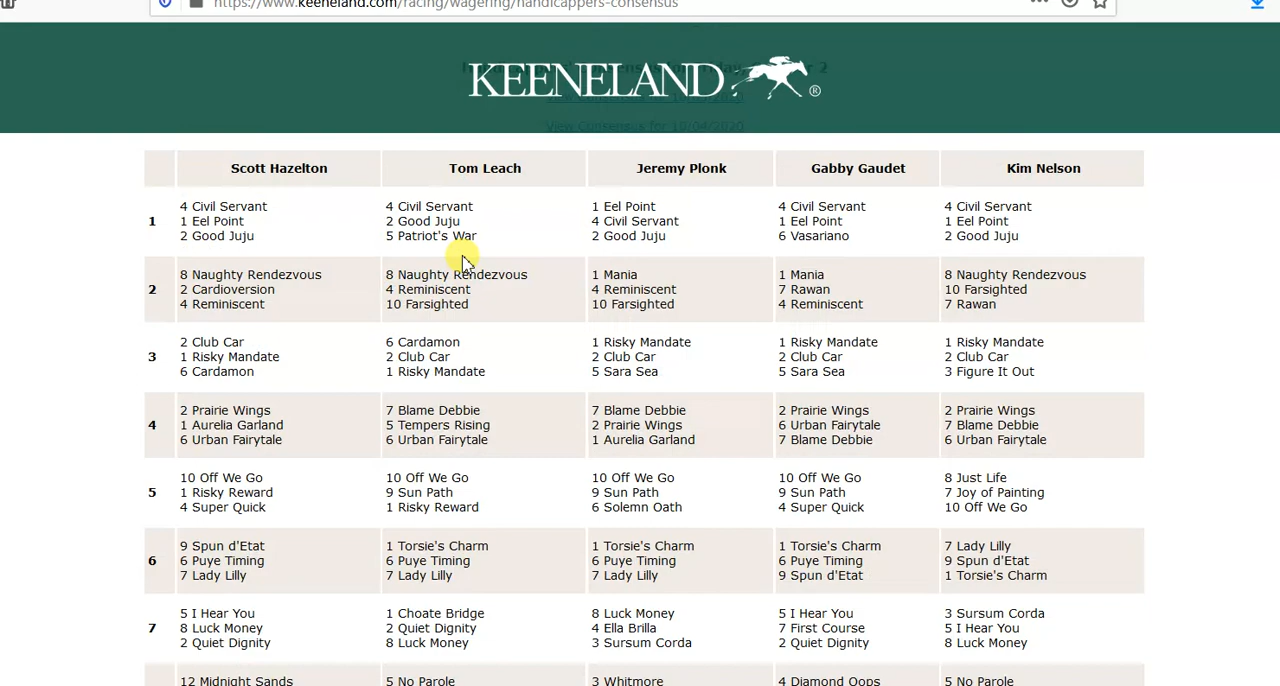 https://www.keeneland.com/racing/wagering/handicappers-consensus
KEENELAND ®
View Consensus for 10/04/2020
Scott Hazelton Tom Leach Jeremy Plonk Gabby Gaudet Kim Nelson
1
4 Civil Servant 4 Civil Servant 1 Eel Point 4 Civil Servant 4 Civil Servant
1 Eel Point 2 Good Juju 4 Civil Servant 1 Eel Point 1 Eel Point
2 Good Juju 5 Patriot's War 2 Good Juju 6 Vasariano 2 Good Juju
2
8 Naughty Rendezvous 8 Naughty Rendezvous 1 Mania 1 Mania 8 Naughty Rendezvous
2 Cardioversion 4 Reminiscent 4 Reminiscent 7 Rawan 10 Farsighted
4 Reminiscent 10 Farsighted 10 Farsighted 4 Reminiscent 7 Rawan
3
2 Club Car 6 Cardamon 1 Risky Mandate 1 Risky Mandate 1 Risky Mandate
1 Risky Mandate 2 Club Car 2 Club Car 2 Club Car 2 Club Car
6 Cardamon 1 Risky Mandate 5 Sara Sea 5 Sara Sea 3 Figure It Out
4
2 Prairie Wings 7 Blame Debbie 7 Blame Debbie 2 Prairie Wings 2 Prairie Wings
1 Aurelia Garland 5 Tempers Rising 2 Prairie Wings 6 Urban Fairytale 7 Blame Debbie
6 Urban Fairytale 6 Urban Fairytale 1 Aurelia Garland 7 Blame Debbie 6 Urban Fairytale
5
10 Off We Go 10 Off We Go 10 Off We Go 10 Off We Go 8 Just Life
1 Risky Reward 9 Sun Path 9 Sun Path 9 Sun Path 7 Joy of Painting
4 Super Quick 1 Risky Reward 6 Solemn Oath 4 Super Quick 10 Off We Go
6
9 Spun d'Etat 1 Torsie's Charm 1 Torsie's Charm 1 Torsie's Charm 7 Lady Lilly
6 Puye Timing 6 Puye Timing 6 Puye Timing 6 Puye Timing 9 Spun d'Etat
7 Lady Lilly 7 Lady Lilly 7 Lady Lilly 9 Spun d'Etat 1 Torsie's Charm
7
5 I Hear You 1 Choate Bridge 8 Luck Money 5 I Hear You 3 Sursum Corda
8 Luck Money 2 Quiet Dignity 4 Ella Brilla 7 First Course 5 I Hear You
2 Quiet Dignity 8 Luck Money 3 Sursum Corda 2 Quiet Dignity 8 Luck Money
12 Midnight Sands 5 No Parole 3 Whitmore 4 Diamond Oops 5 No Parole